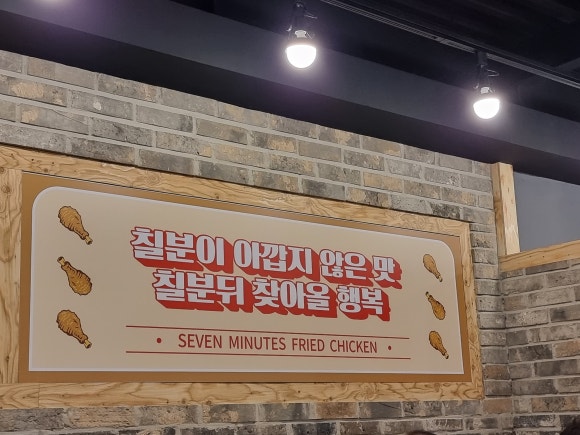 칠분이 아깝지 않은 맛
칠분뒤 찾아올 행복
• SEVEN MINUTES FRIED CHICKEN •